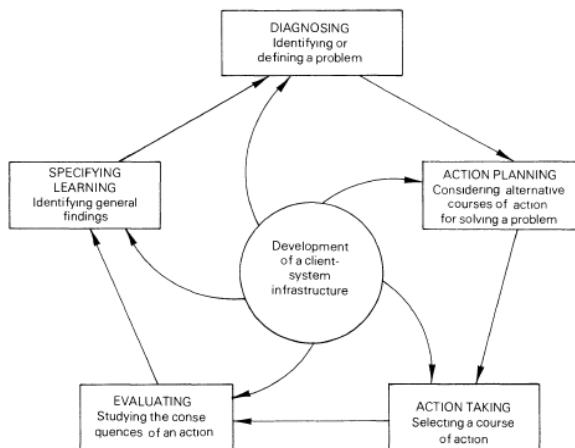 DIAGNOSING
Identifying or
defining a problem
SPECIFYING
LEARNING
Identifying general
findings
ACTION PLANNING
Considering alternative
courses of action
for solving a problem
Development
of a client-
system
infrastructure
EVALUATING
Studying the conse
quences of an action
ACTION TAKING
Selecting a course
of action